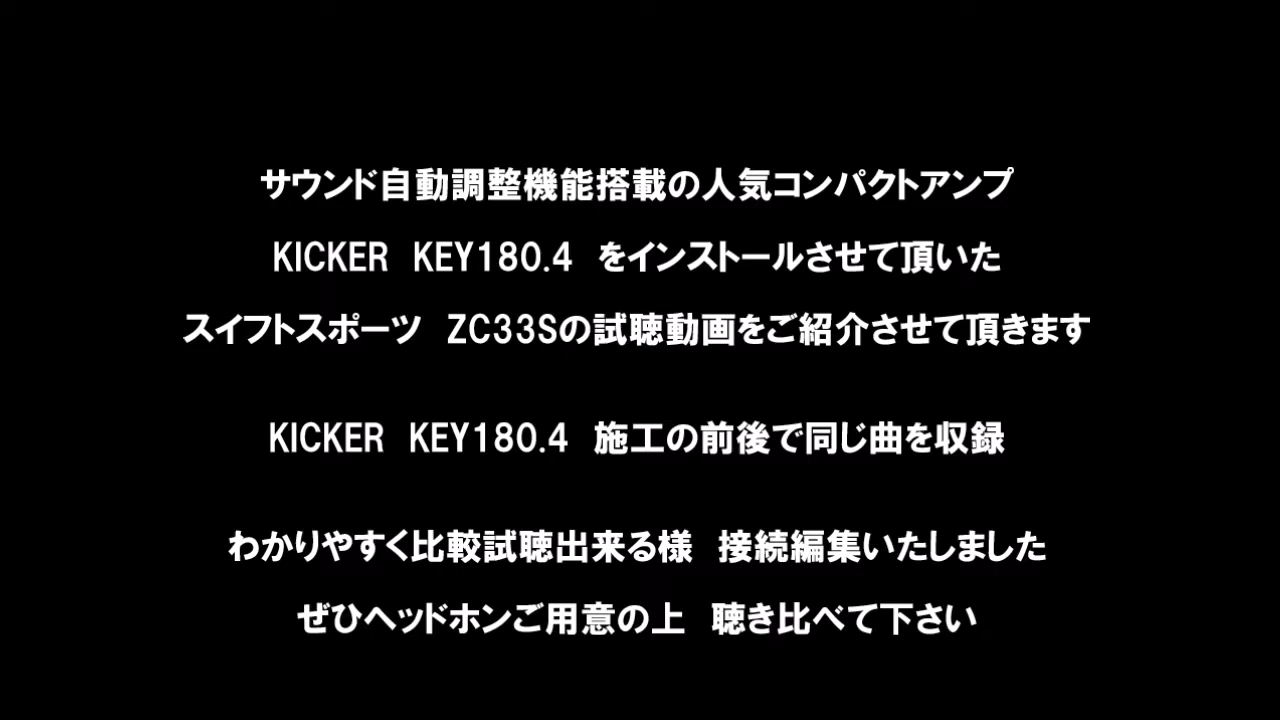 サウンド自動調整機能搭載の人気コンパクトアンプ
KICKER　KEY180.4　をインストールさせて頂いた
スイフトスポーツ　ZC33Sの試聴動画をご紹介させて頂きます
KICKER　KEY180.4　施工の前後で同じ曲を収録
わかりやすく比較試聴出来る様　接続編集いたしました
ぜひヘッドホンご用意の上　聴き比べて下さい